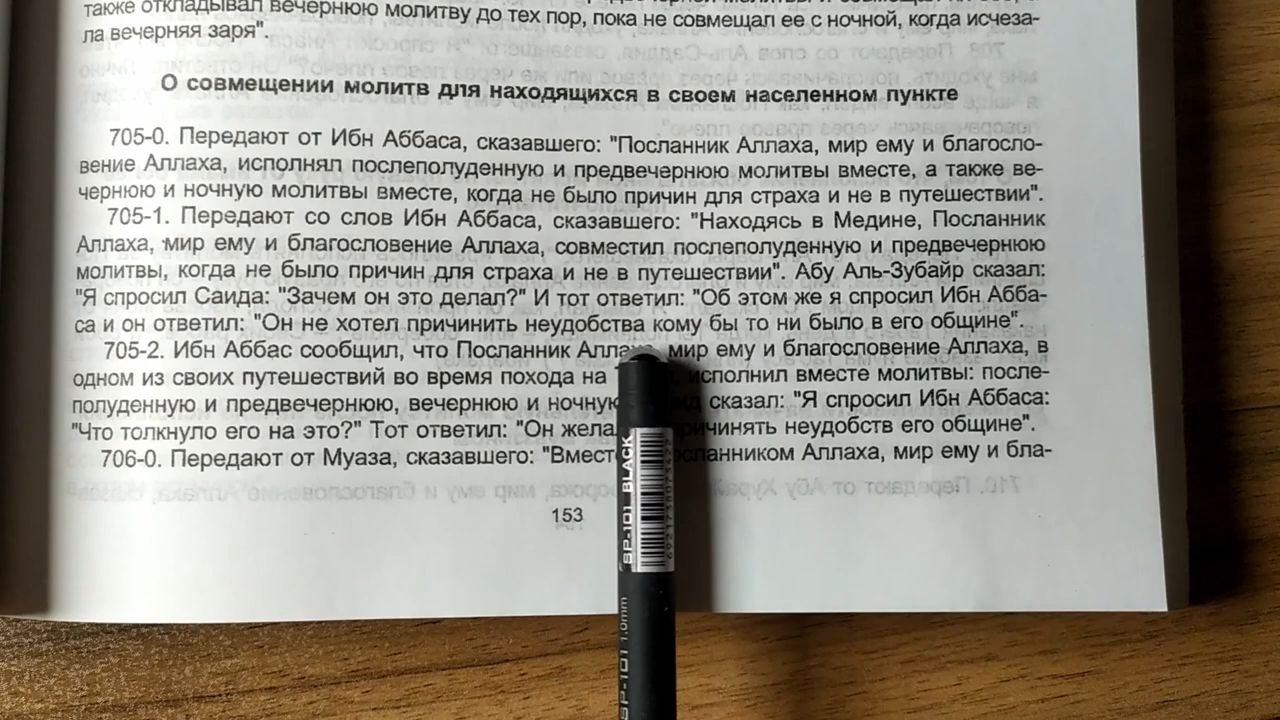 также откладывал вечернюю молитву до тех пор, пока не совмещал ее с ночной, когда исчеза-
ла вечерняя заря".
О совмещении молитв для находящихся в своем населенном пункте
705-0. Передают от Ибн Аббаса, сказавшего: "Посланник Аллаха, мир ему и благосло-
вение Аллаха, исполнял послеполуденную и предвечернюю молитвы вместе, а также ве-
чернюю и ночную молитвы вместе, когда не было причин для страха и не в путешествии".
705-1. Передают со слов Ибн Аббаса, сказавшего: "Находясь в Медине, Посланник
Аллаха, мир ему и благословение Аллаха, совместил послеполуденную и предвечернюю
молитвы, когда не было причин для страха и не в путешествии". Абу Аль-Зубайр сказал:
"Я спросил Саида: "Зачем он это делал?" И тот ответил: "Об этом же я спросил Ибн Абба-
са и он ответил: "Он не хотел причинить неудобства кому бы то ни было в его общине".
705-2. Ибн Аббас сообщил, что Посланник Аллаха, мир ему и благословение Аллаха, в
одном из своих путешествий во время похода на исполнил вместе молитвы: после-
полуденную и предвечернюю, вечернюю и ночную сказал: "Я спросил Ибн Аббаса:
"Что толкнуло его на это?" Тот ответил: "Он неудобств его общине".
706-0. Передают от Муаза, сказавшего: "Вместе Аллаха, мир ему и бла-
153
SP-101 BLACK
SP-101 1.0mm